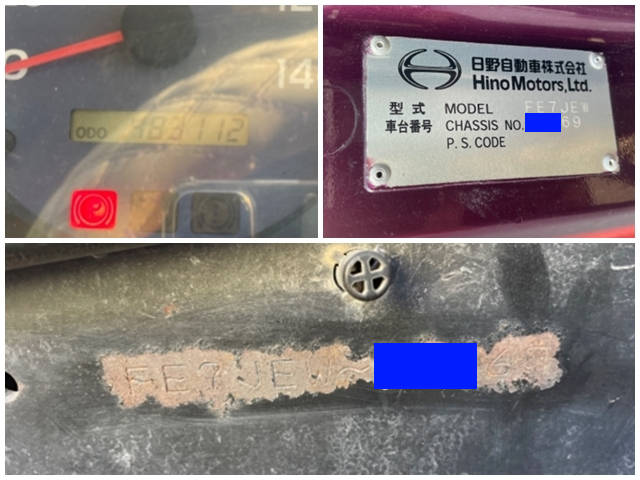 14
ODO 183112
日野自動車株式会社
Hino Motors, Ltd.
型式 MODEL FE7JEW
車台番号 CHASSIS NO. 69
P.S. CODE
FE7JEW~